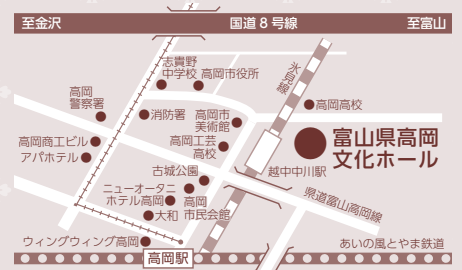 至金沢
国道8号線
至富山
志貴野
中学校
高岡市役所
氷見線
高岡
警察署
消防署
高岡市
美術館
高岡高校
高岡商工ビル
アパホテル
高岡工芸
高校
富山県高岡
文化ホール
越中中川駅
古城公園
ニューオータニ
ホテル高岡
高岡
市民会館
大和
県道富山高岡線
ウィングウィング高岡
あいの風とやま鉄道
高岡駅